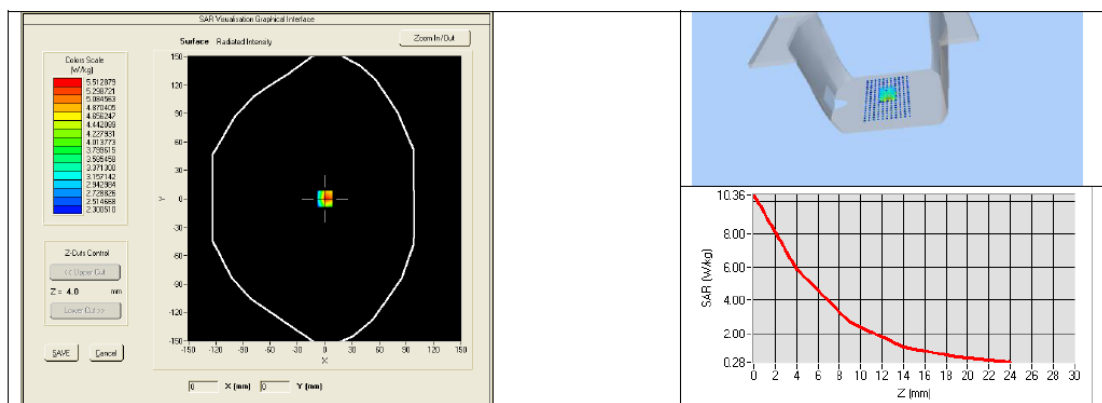 SAR Visualisation Graphical Interface
Surface Radiated Intensity
Zoom In/Out
Colors Scale
(W/kg)
5.512879
5.298721
5.084563
4.870405
4.656247
4.442089
4.227931
4.013773
3.799615
3.585458
3.371300
3.157142
2.942984
2.728826
2.514668
2.300510
Z-Cuts Control
<< Upper Cut
Z = 4.0 mm
Lower Cut >>
SAVE Cancel
150
120
90
60
30
0
-30
-60
-90
-120
-150
Y
-150 -120 -90 -60 -30 0 30 60 90 120 150
X
0 X (mm) 0 Y (mm)
10.36
8.00
6.00
4.00
2.00
0.28
SAR (W/kg)
0 2 4 6 8 10 12 14 16 18 20 22 24 26 28 30
Z (mm)